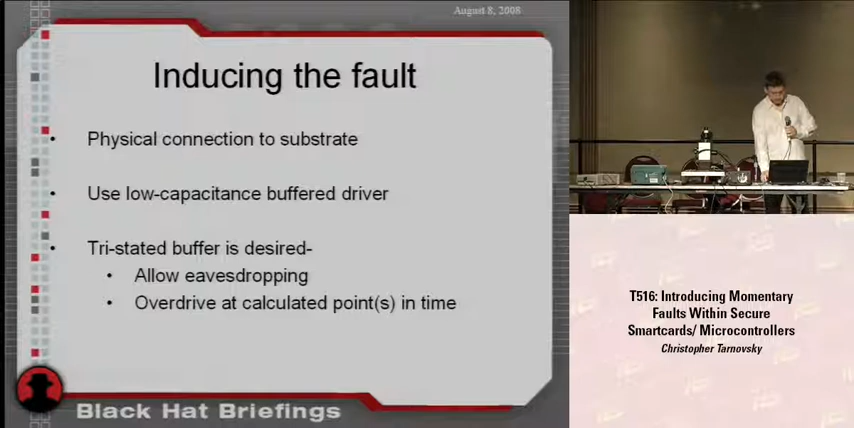 August 8, 2008
Inducing the fault
• Physical connection to substrate
• Use low-capacitance buffered driver
• Tri-stated buffer is desired-
• Allow eavesdropping
• Overdrive at calculated point(s) in time
Black Hat Briefings
T516: Introducing Momentary
Faults Within Secure
Smartcards/ Microcontrollers
Christopher Tarnovsky